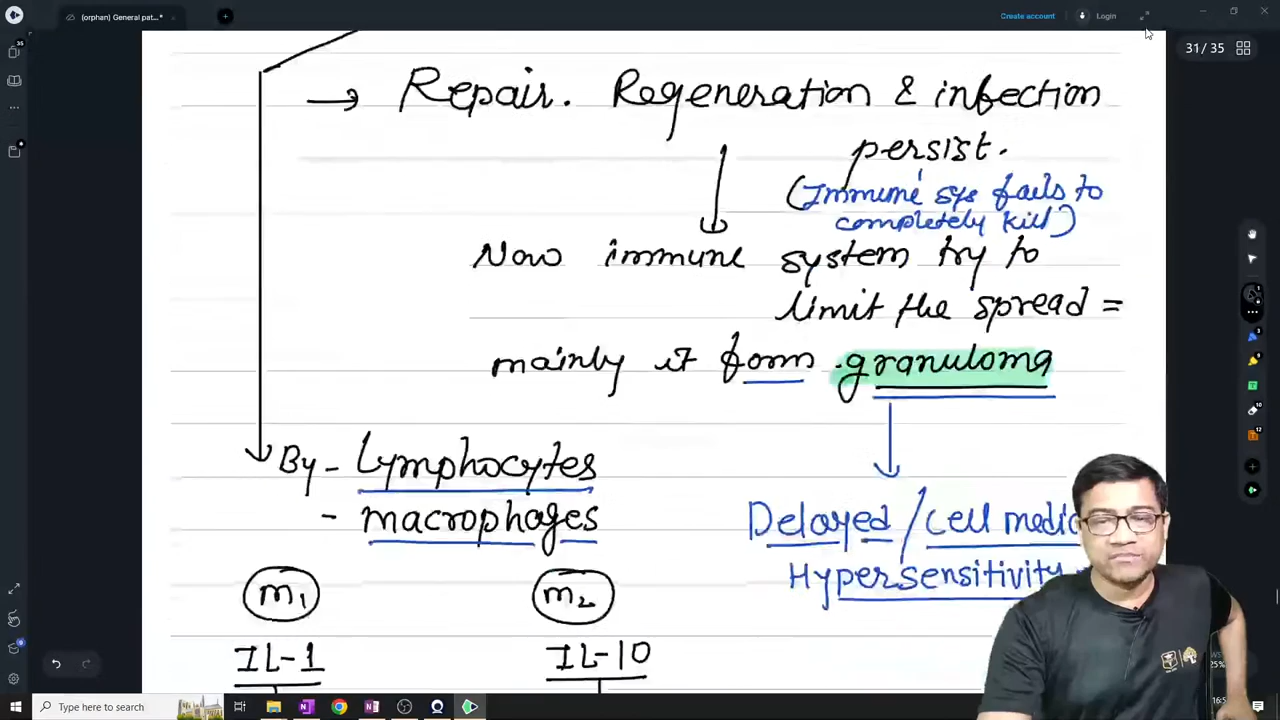 (orphan) General pat...*
Create account
Login
31/35
→ Repair. Regeneration & infection
persist.
(Immune sys fails to
completely kill)
Now immune system try to
limit the spread =
mainly it form granuloma
By - Lymphocytes
- macrophages
Delayed / Cell
Hypersensitivity
M1
M2
IL-1
IL-10
Type here to search